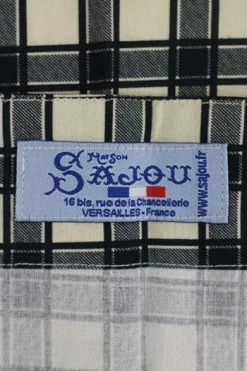 MAISON
SAJOU
16 bis, rue de la Chancellerie
VERSAILLES - France
www.sajou.fr